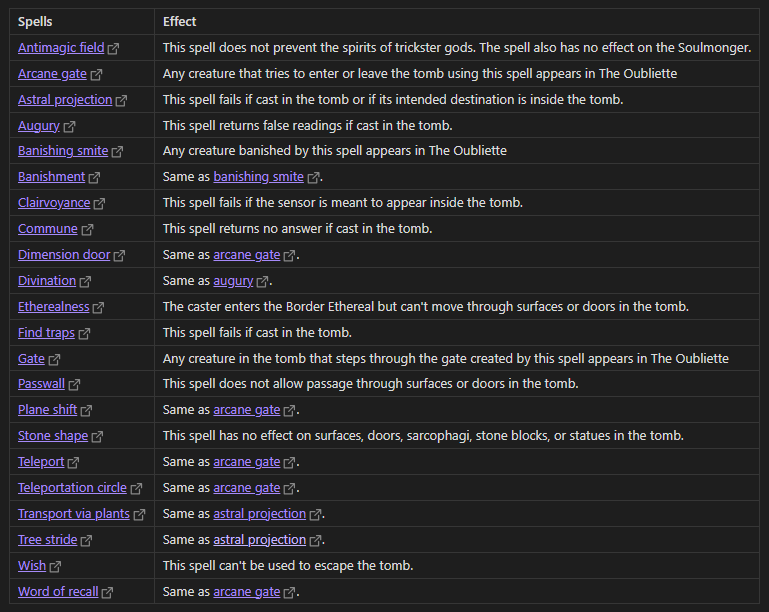 Spells Effect
Antimagic field This spell does not prevent the spirits of trickster gods. The spell also has no effect on the Soulmonger.
Arcane gate Any creature that tries to enter or leave the tomb using this spell appears in The Oubliette
Astral projection This spell fails if cast in the tomb or if its intended destination is inside the tomb.
Augury This spell returns false readings if cast in the tomb.
Banishing smite Any creature banished by this spell appears in The Oubliette
Banishment Same as banishing smite.
Clairvoyance This spell fails if the sensor is meant to appear inside the tomb.
Commune This spell returns no answer if cast in the tomb.
Dimension door Same as arcane gate.
Divination Same as augury.
Etherealness The caster enters the Border Ethereal but can't move through surfaces or doors in the tomb.
Find traps This spell fails if cast in the tomb.
Gate Any creature in the tomb that steps through the gate created by this spell appears in The Oubliette
Passwall This spell does not allow passage through surfaces or doors in the tomb.
Plane shift Same as arcane gate.
Stone shape This spell has no effect on surfaces, doors, sarcophagi, stone blocks, or statues in the tomb.
Teleport Same as arcane gate.
Teleportation circle Same as arcane gate.
Transport via plants Same as astral projection.
Tree stride Same as astral projection.
Wish This spell can't be used to escape the tomb.
Word of recall Same as arcane gate.